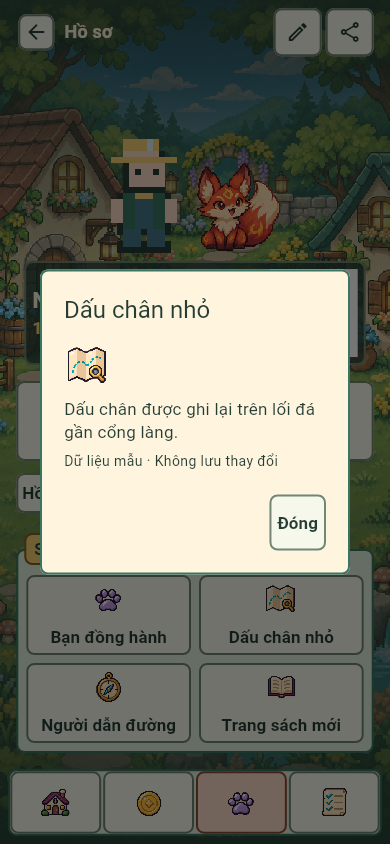 Hồ sơ
Dấu chân nhỏ
Dấu chân được ghi lại trên lối đá
gần cổng làng.
Dữ liệu mẫu · Không lưu thay đổi
Đóng
Bạn đồng hành
Dấu chân nhỏ
Người dẫn đường
Trang sách mới